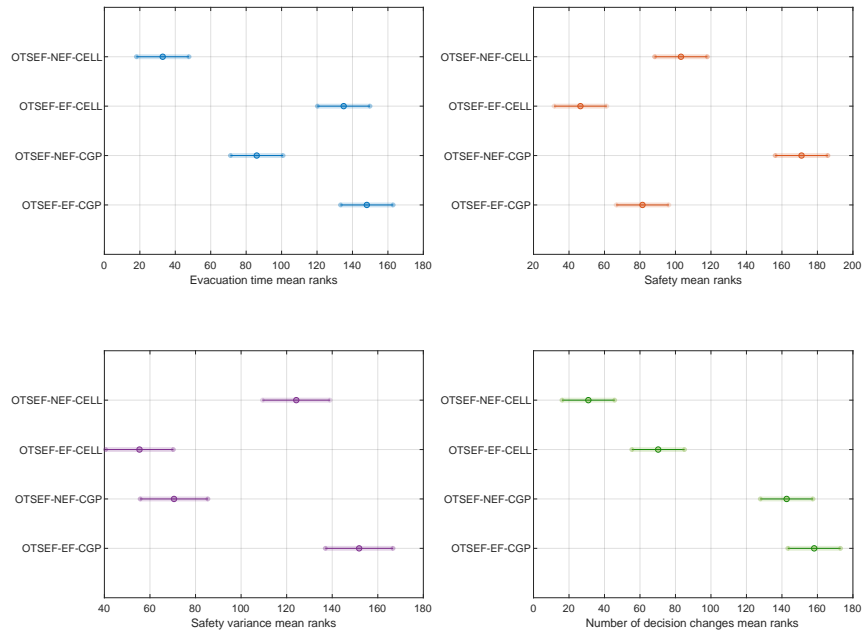 OTSEF-NEF-CELL
OTSEF-EF-CELL
OTSEF-NEF-CGP
OTSEF-EF-CGP
0 20 40 60 80 100 120 140 160 180
Evacuation time mean ranks
OTSEF-NEF-CELL
OTSEF-EF-CELL
OTSEF-NEF-CGP
OTSEF-EF-CGP
20 40 60 80 100 120 140 160 180 200
Safety mean ranks
OTSEF-NEF-CELL
OTSEF-EF-CELL
OTSEF-NEF-CGP
OTSEF-EF-CGP
40 60 80 100 120 140 160 180
Safety variance mean ranks
OTSEF-NEF-CELL
OTSEF-EF-CELL
OTSEF-NEF-CGP
OTSEF-EF-CGP
0 20 40 60 80 100 120 140 160 180
Number of decision changes mean ranks